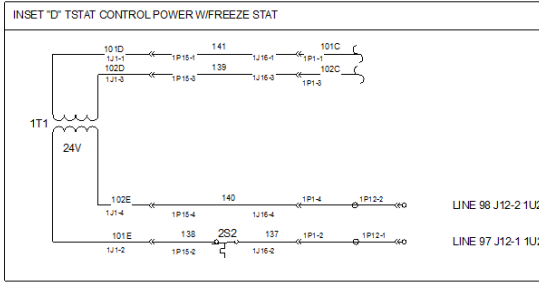 INSET "D" TSTAT CONTROL POWER W/FREEZE STAT
101D 141 101C
1J1-1 1P15-1 1J16-1 1P1-1
102D 139 102C
1J1-3 1P15-3 1J16-3 1P1-3
1T1
24V
102E 140 1P1-4 1P12-2 LINE 98 J12-2 1U2
1J1-4 1P15-4 1J16-4
101E 138 2S2 137 1P1-2 1P12-1 LINE 97 J12-1 1U2
1J1-2 1P15-2 1J16-2